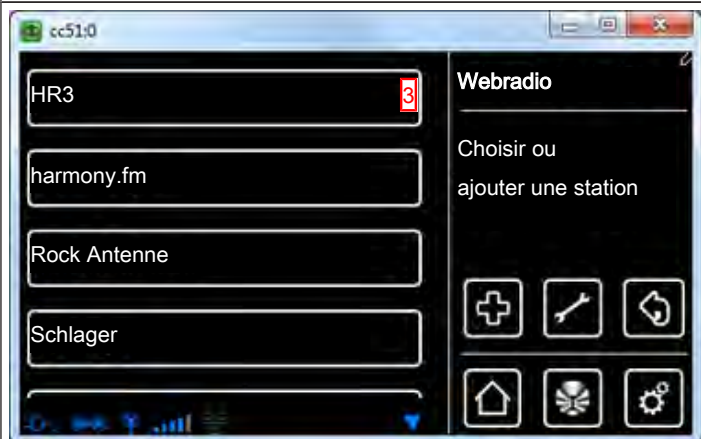 cc51:0
HR3
3
harmony.fm
Rock Antenne
Schlager
Webradio
Choisir ou
ajouter une station